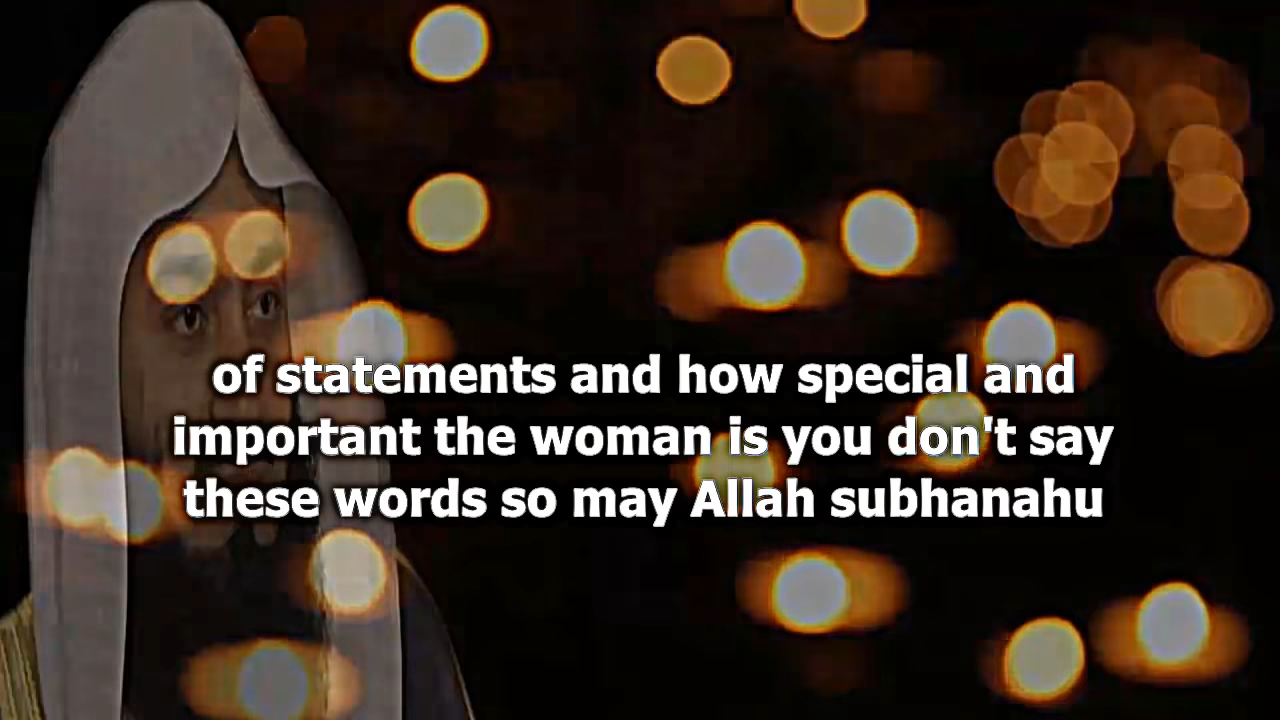 of statements and how special and
important the woman is you don't say
these words so may Allah subhanahu